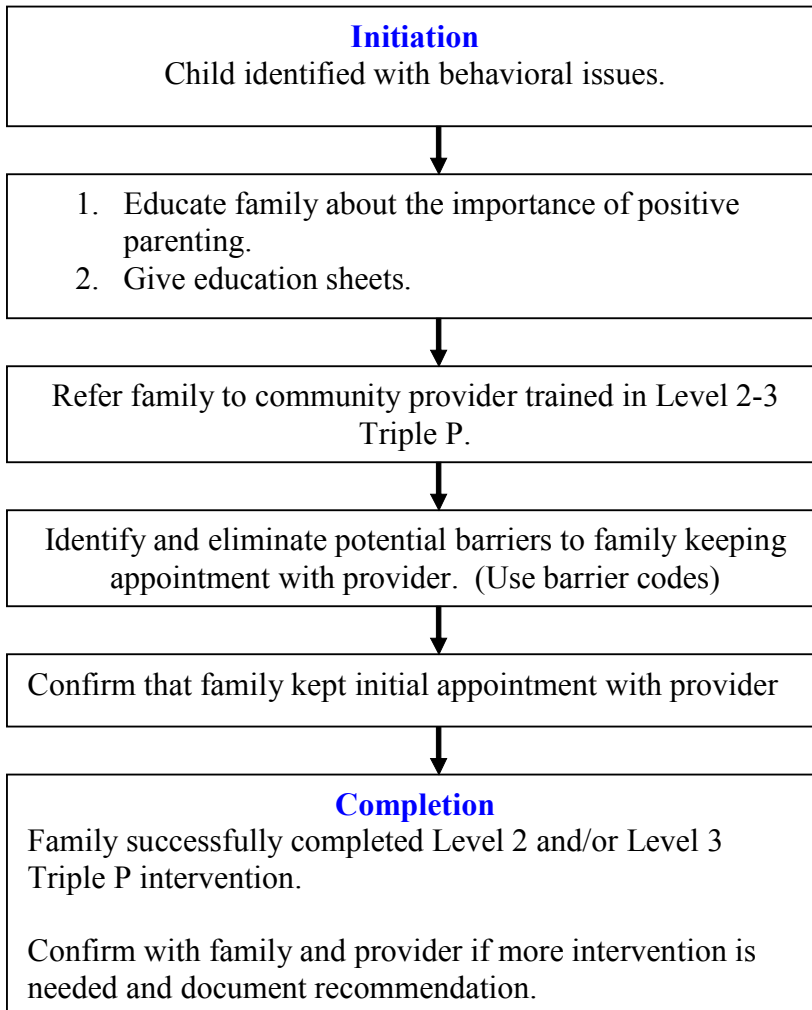 Initiation
Child identified with behavioral issues.
1. Educate family about the importance of positive
parenting.
2. Give education sheets.
Refer family to community provider trained in Level 2-3
Triple P.
Identify and eliminate potential barriers to family keeping
appointment with provider.  (Use barrier codes)
Confirm that family kept initial appointment with provider
Completion
Family successfully completed Level 2 and/or Level 3
Triple P intervention.
Confirm with family and provider if more intervention is
needed and document recommendation.